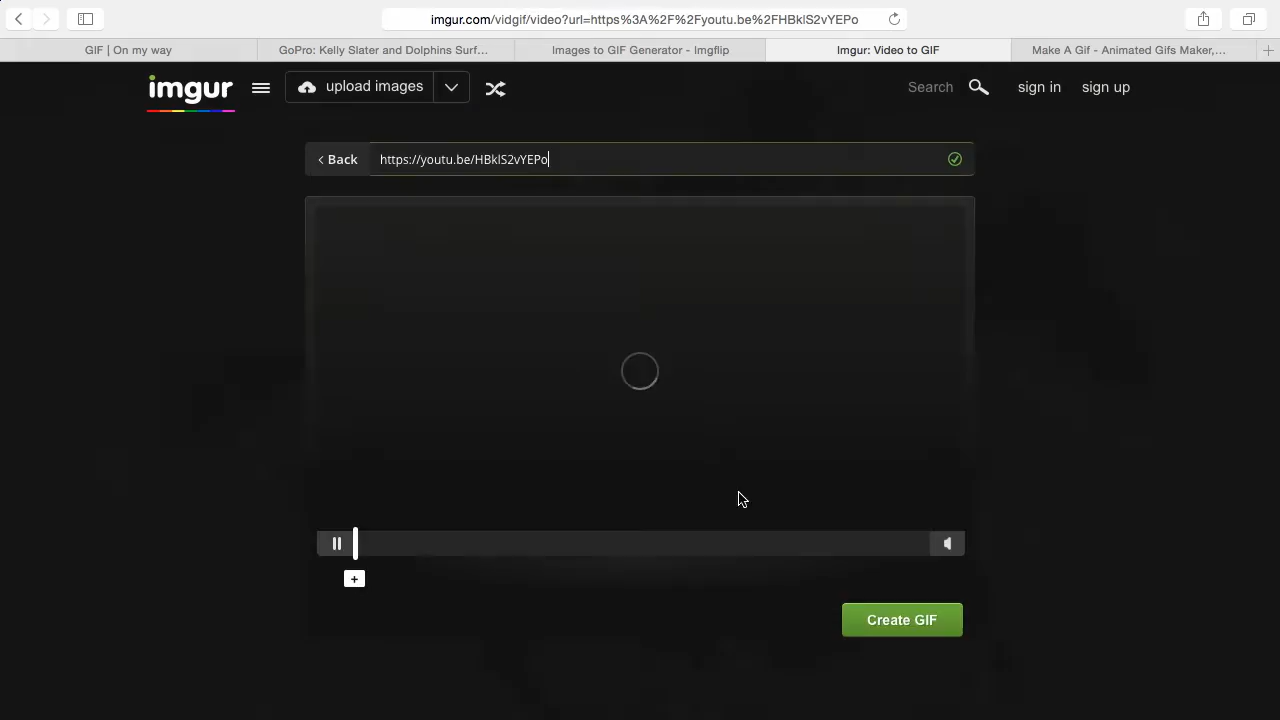 imgur.com/vidgif/video?url=https%3A%2F%2Fyoutu.be%2FHBklS2vYEPo
GIF | On my way
GoPro: Kelly Slater and Dolphins Surf...
Images to GIF Generator - Imgflip
Imgur: Video to GIF
Make A Gif - Animated Gifs Maker,...
imgur
upload images
Search
sign in
sign up
Back
https://youtu.be/HBklS2vYEPo
+
Create GIF